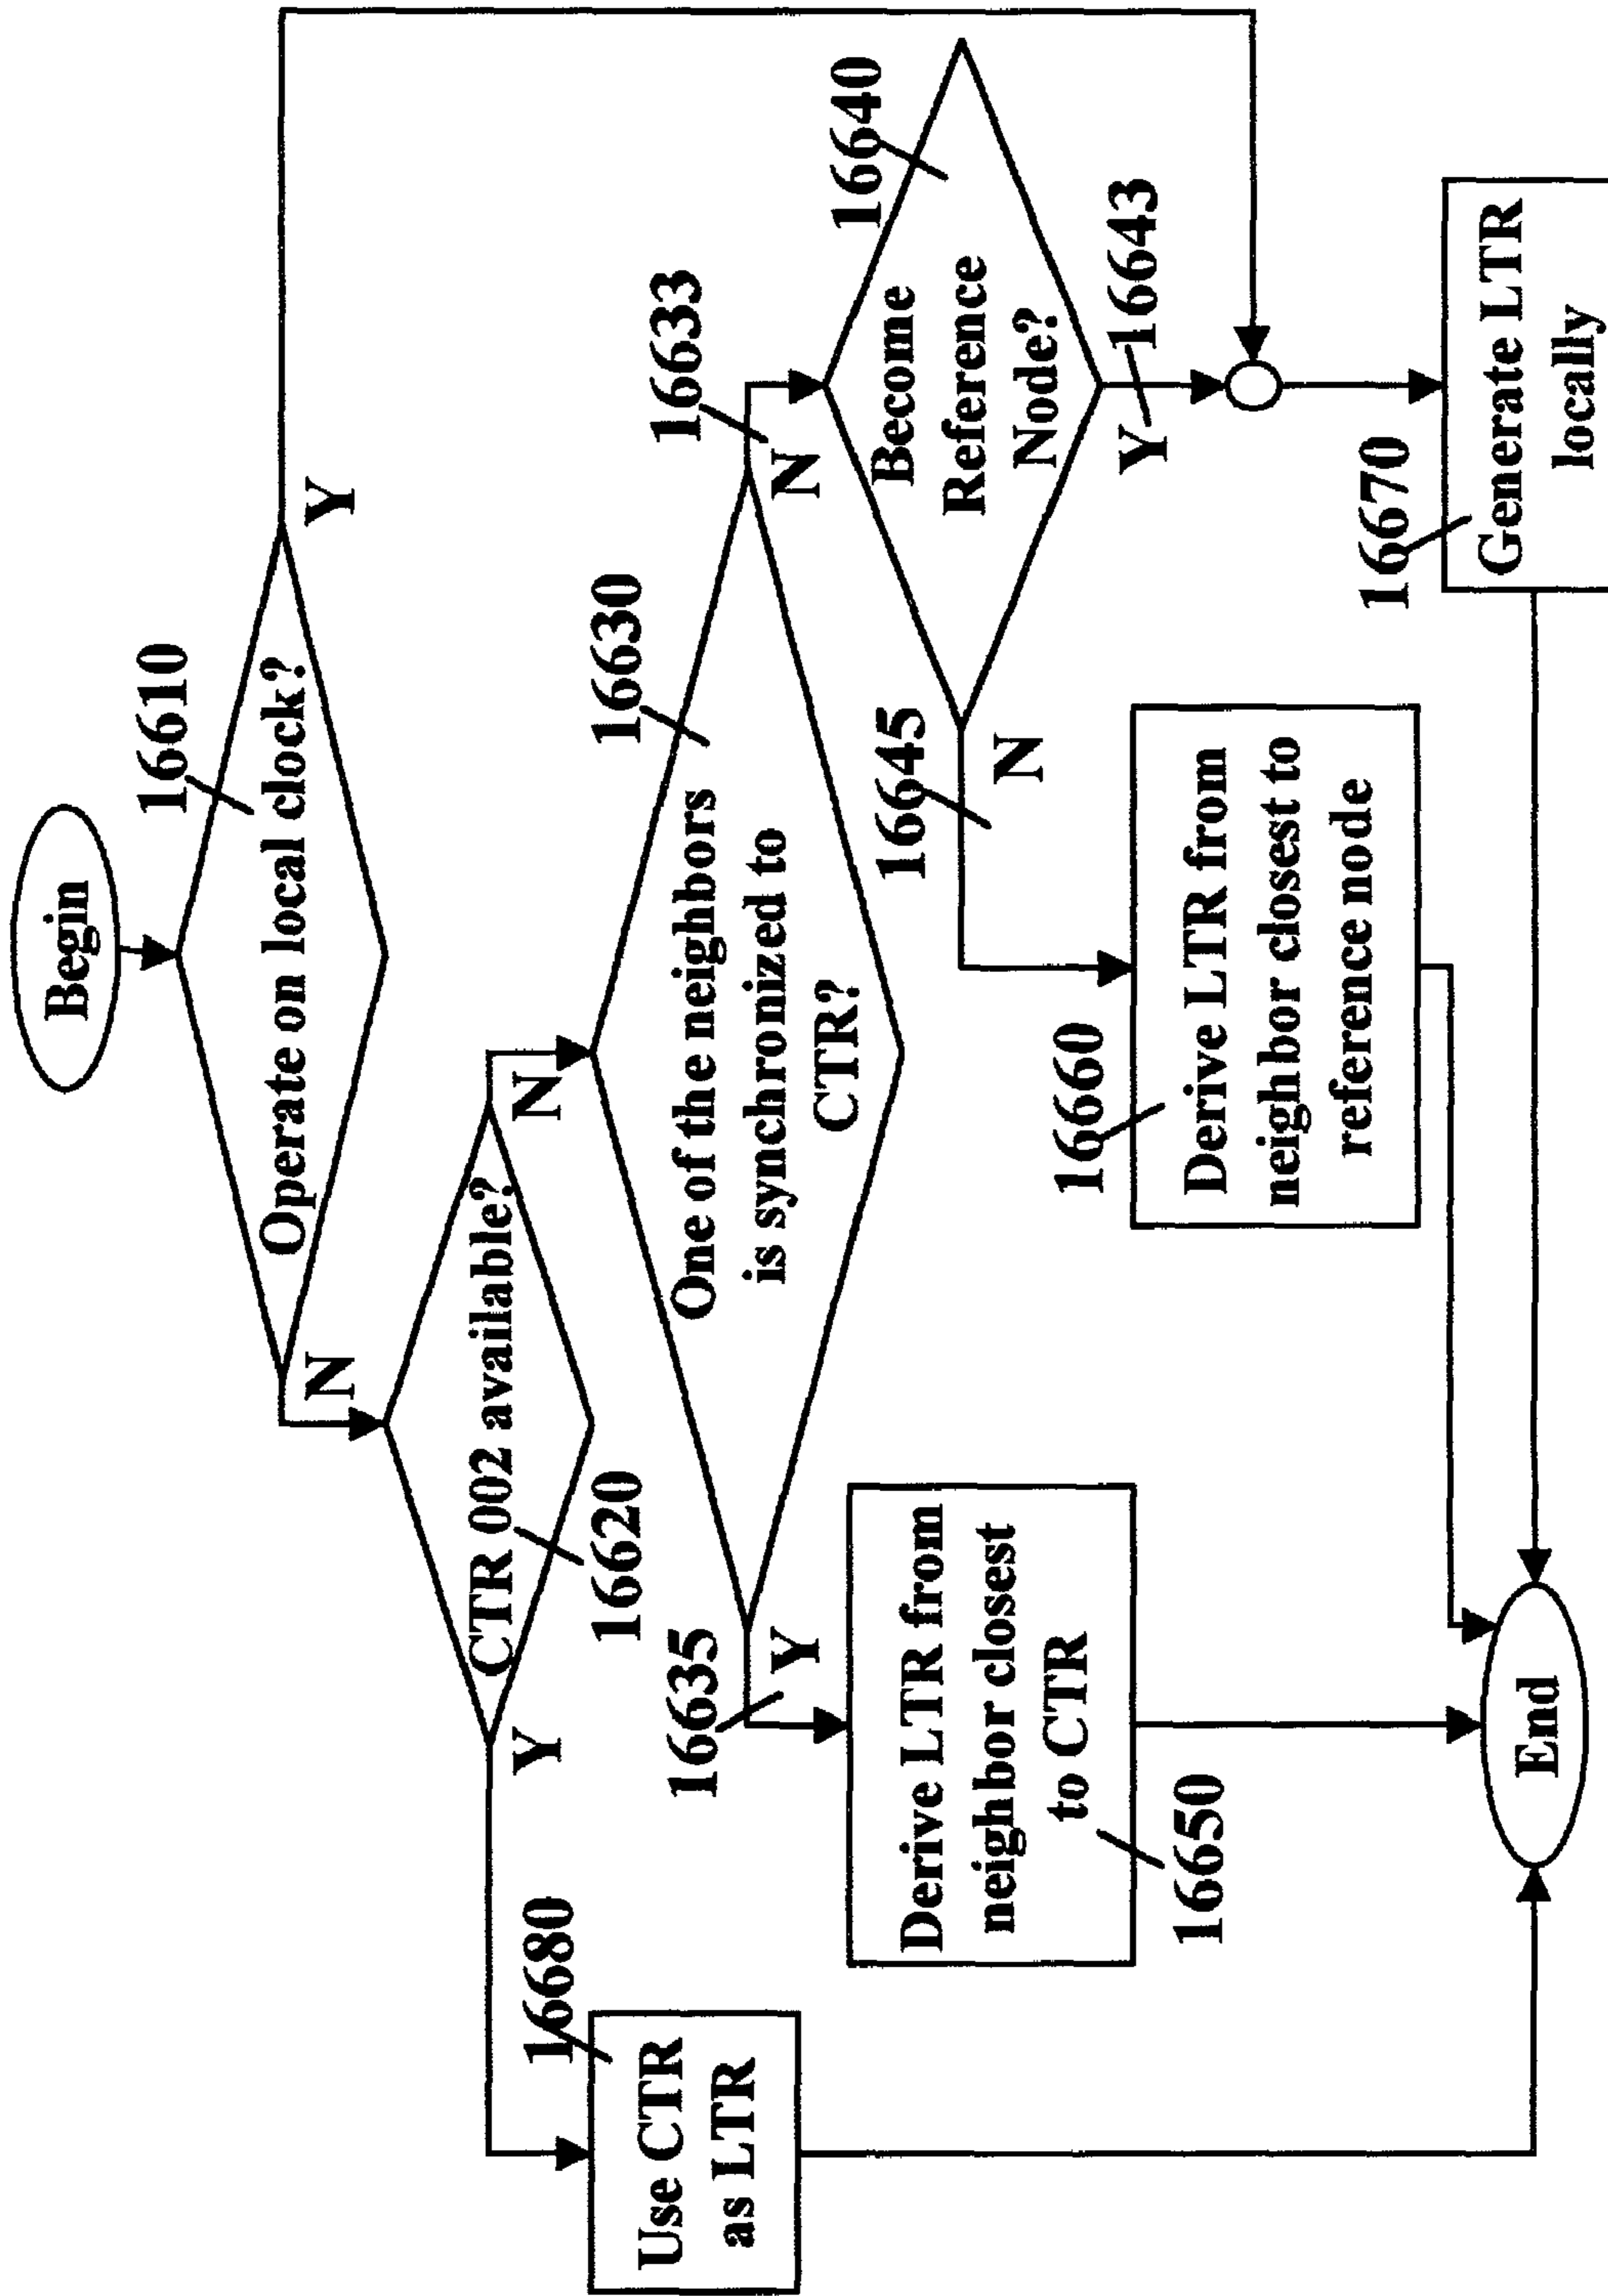 Begin
16610
Operate on local clock?
N
Y
CTR 002 available?
16620
Y
N
16630
One of the neighbors
is synchronized to
CTR?
16635
Y
16633
N
16640
Become
Reference
Node?
16645
N
Y
16643
16680
Use CTR
as LTR
Derive LTR from
neighbor closest
to CTR
16650
16660
Derive LTR from
neighbor closest to
reference node
16670
Generate LTR
locally
End